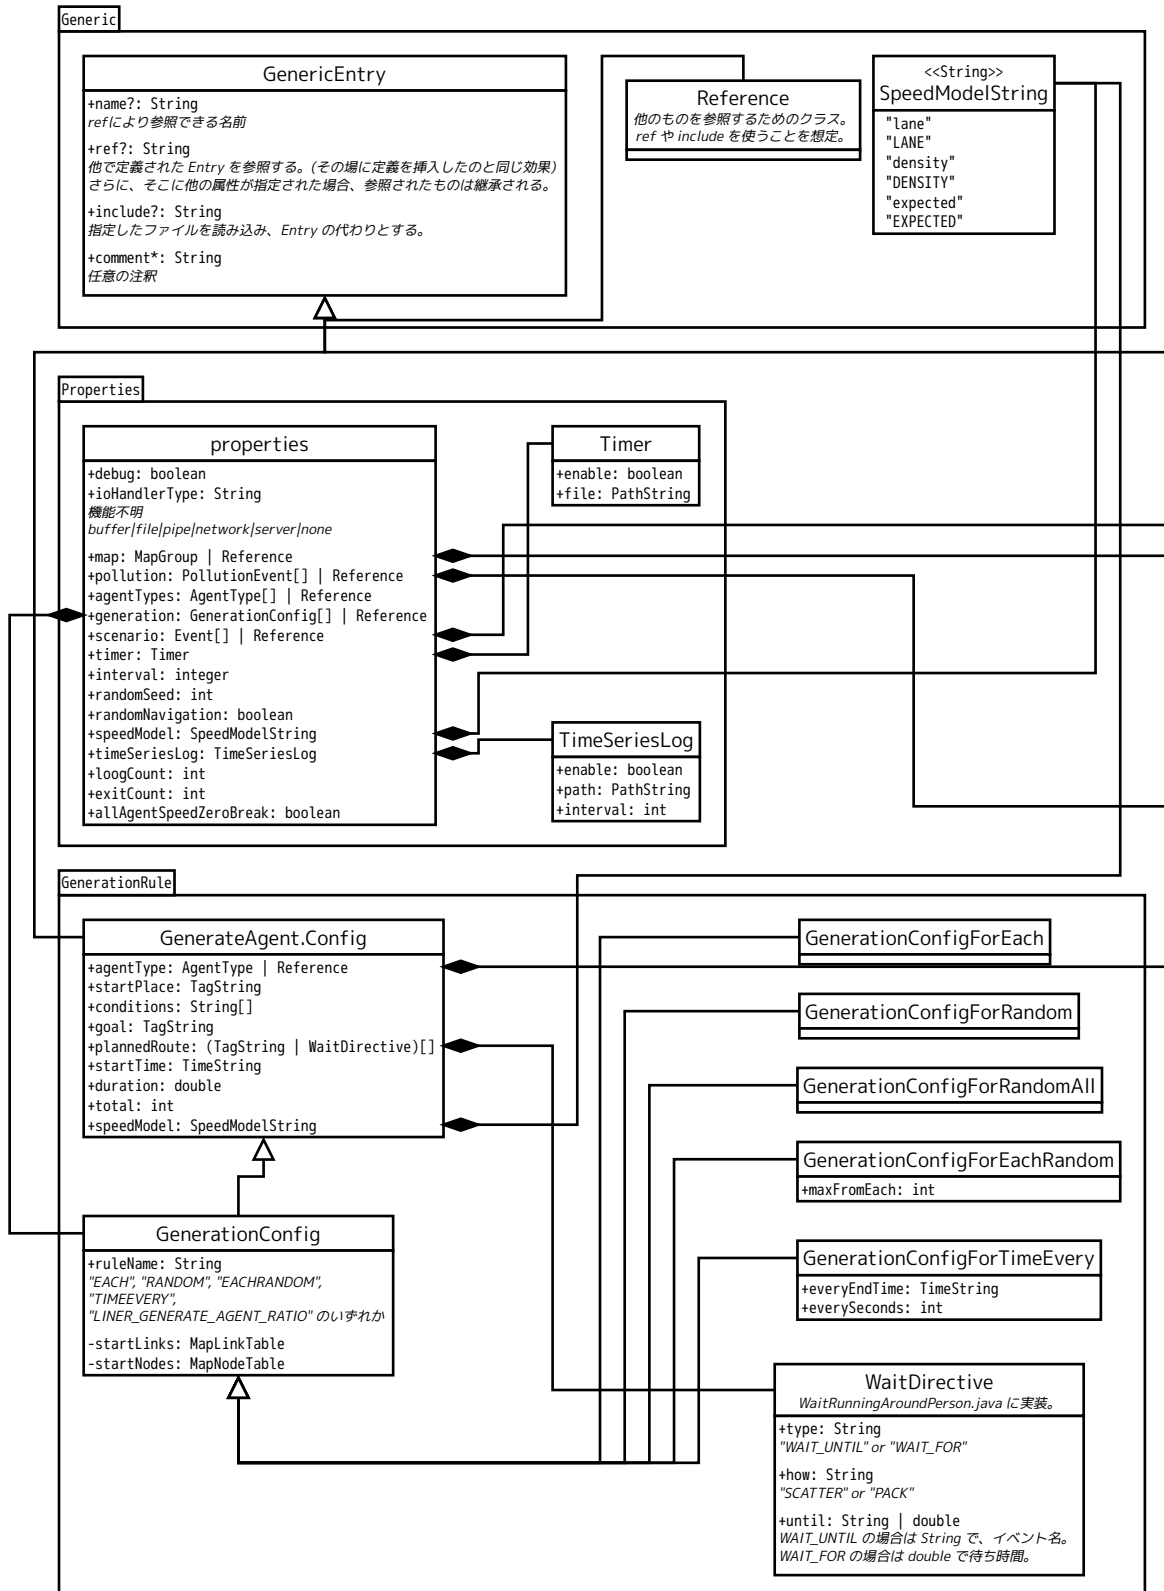 Generic
GenericEntry
+name?: String
refにより参照できる名前
+ref?: String
他で定義された Entry を参照する。(その場に定義を挿入したのと同じ効果)
さらに、そこに他の属性が指定された場合、参照されたものは継承される。
+include?: String
指定したファイルを読み込み、Entry の代わりとする。
+comment*: String
任意の注釈
Reference
他のものを参照するためのクラス。
ref や include を使うことを想定。
<<String>>
SpeedModelString
"lane"
"LANE"
"density"
"DENSITY"
"expected"
"EXPECTED"
Properties
properties
+debug: boolean
+ioHandlerType: String
機能不明
buffer|file|pipe|network|server|none
+map: MapGroup | Reference
+pollution: PollutionEvent[] | Reference
+agentTypes: AgentType[] | Reference
+generation: GenerationConfig[] | Reference
+scenario: Event[] | Reference
+timer: Timer
+interval: integer
+randomSeed: int
+randomNavigation: boolean
+speedModel: SpeedModelString
+timeSeriesLog: TimeSeriesLog
+loogCount: int
+exitCount: int
+allAgentSpeedZeroBreak: boolean
Timer
+enable: boolean
+file: PathString
TimeSeriesLog
+enable: boolean
+path: PathString
+interval: int
GenerationRule
GenerateAgent.Config
+agentType: AgentType | Reference
+startPlace: TagString
+conditions: String[]
+goal: TagString
+plannedRoute: (TagString | WaitDirective)[]
+startTime: TimeString
+duration: double
+total: int
+speedModel: SpeedModelString
GenerationConfig
+ruleName: String
"EACH", "RANDOM", "EACHRANDOM",
"TIMEEVERY",
"LINER_GENERATE_AGENT_RATIO" のいずれか
-startLinks: MapLinkTable
-startNodes: MapNodeTable
GenerationConfigForEach
GenerationConfigForRandom
GenerationConfigForRandomAll
GenerationConfigForEachRandom
+maxFromEach: int
GenerationConfigForTimeEvery
+everyEndTime: TimeString
+everySeconds: int
WaitDirective
WaitRunningAroundPerson.java に実装。
+type: String
"WAIT_UNTIL" or "WAIT_FOR"
+how: String
"SCATTER" or "PACK"
+until: String | double
WAIT_UNTIL の場合は String で、イベント名。
WAIT_FOR の場合は double で待ち時間。